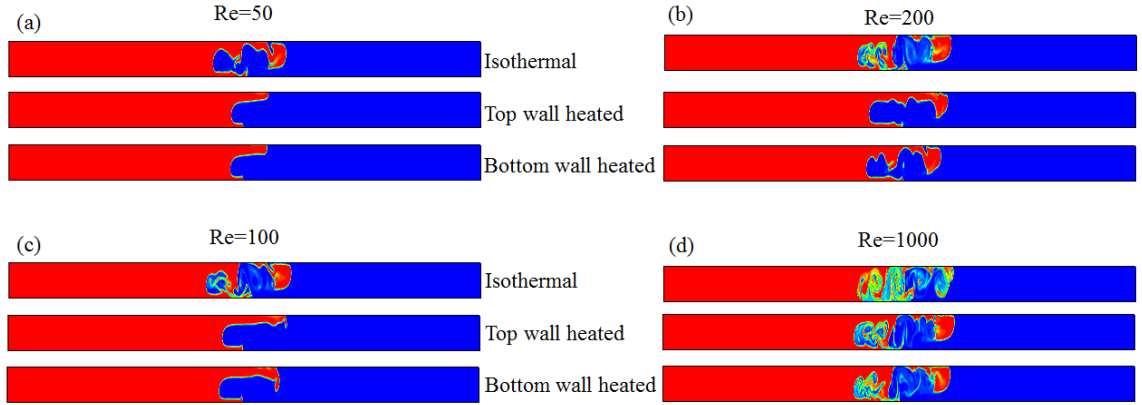 (a)
Re=50
Isothermal
Top wall heated
Bottom wall heated
(b)
Re=200
(c)
Re=100
Isothermal
Top wall heated
Bottom wall heated
(d)
Re=1000